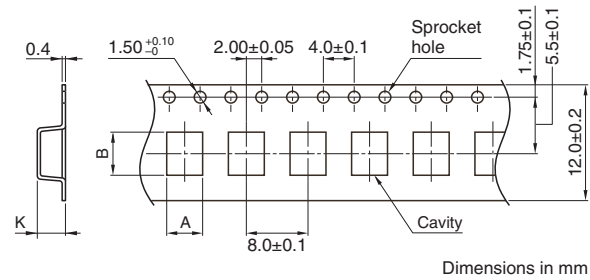 Sprocket
hole
0.4
1.50 +0.10 −0
2.00±0.05
4.0±0.1
1.75±0.1
5.5±0.1
B
12.0±0.2
K
A
8.0±0.1
Cavity
Dimensions in mm